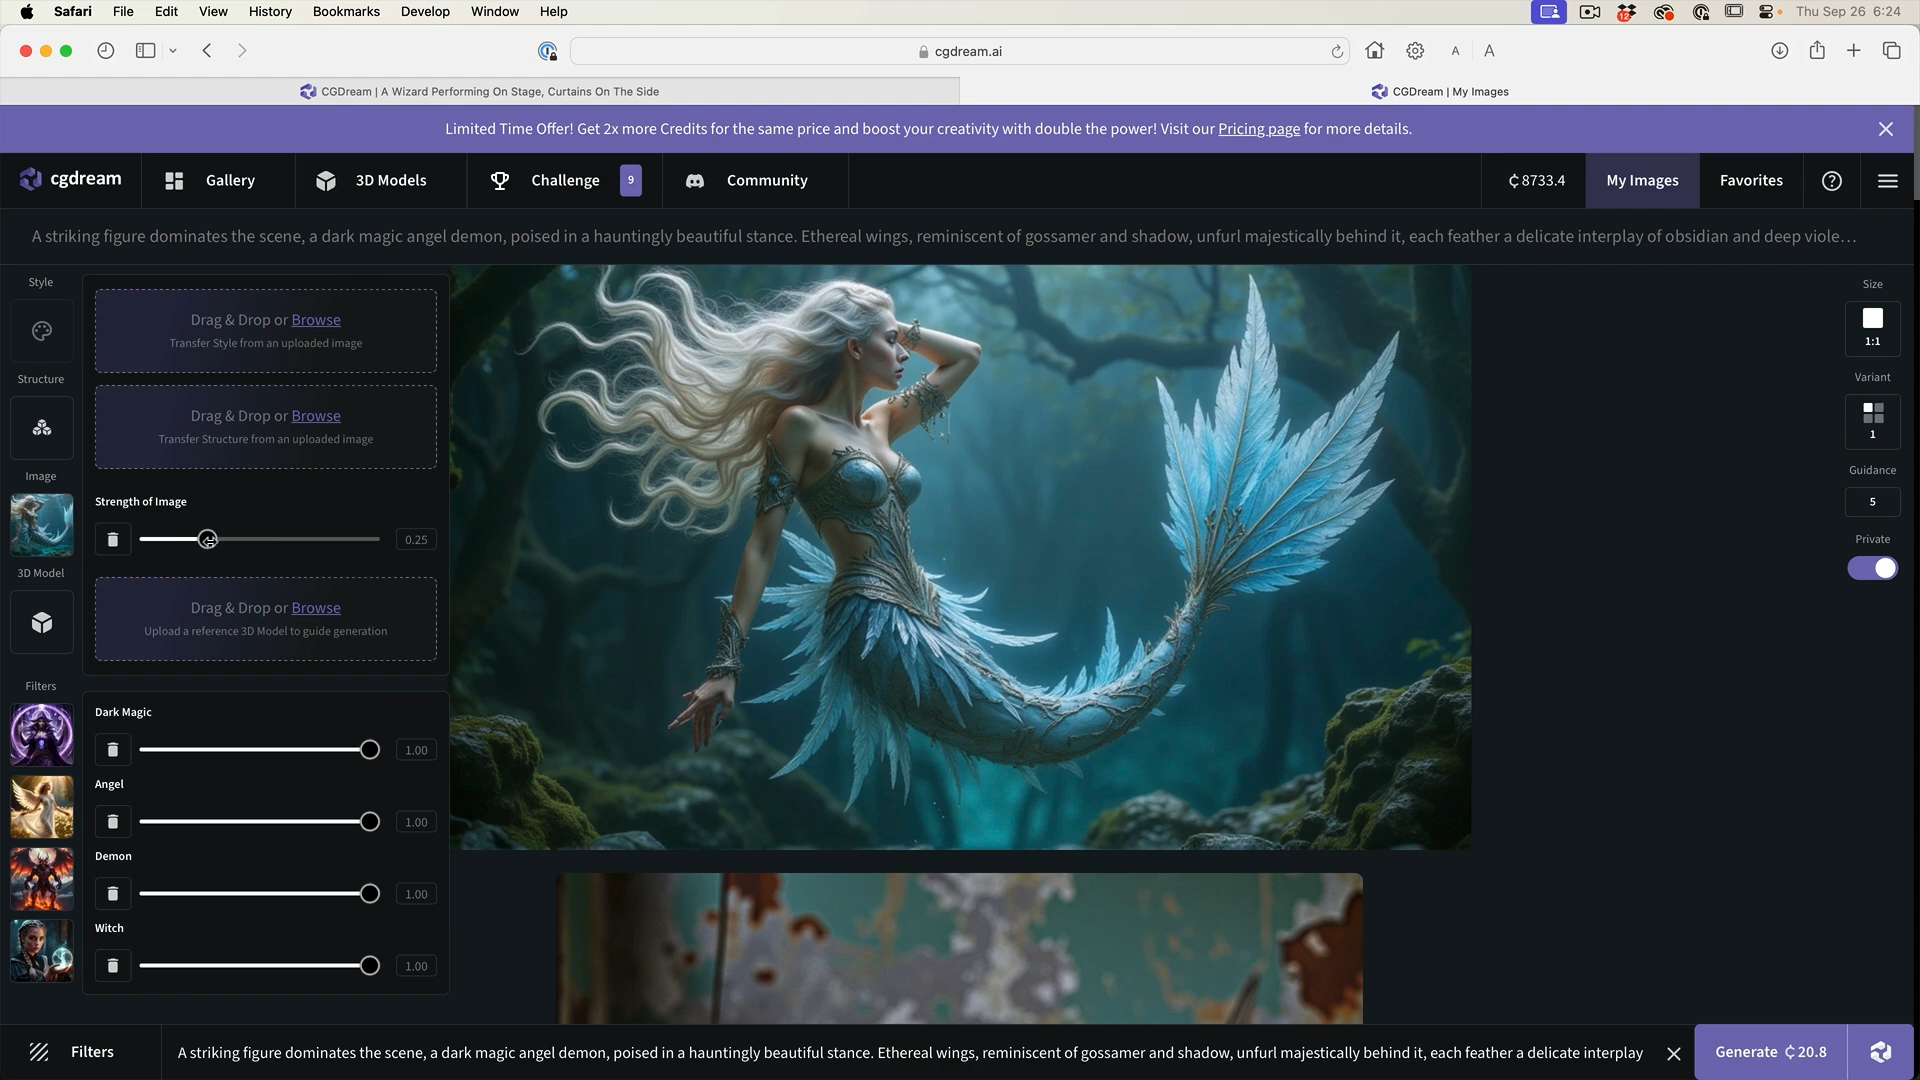 Safari File Edit View History Bookmarks Develop Window Help
12
Thu Sep 26 6:24
cgdream.ai
A A
CGDream | A Wizard Performing On Stage, Curtains On The Side
CGDream | My Images
Limited Time Offer! Get 2x more Credits for the same price and boost your creativity with double the power! Visit our Pricing page for more details.
cgdream Gallery 3D Models Challenge 9 Community
₵ 8733.4 My Images Favorites
A striking figure dominates the scene, a dark magic angel demon, poised in a hauntingly beautiful stance. Ethereal wings, reminiscent of gossamer and shadow, unfurl majestically behind it, each feather a delicate interplay of obsidian and deep viole…
Style
Drag & Drop or Browse
Transfer Style from an uploaded image
Structure
Drag & Drop or Browse
Transfer Structure from an uploaded image
Image
Strength of Image
0.25
3D Model
Drag & Drop or Browse
Upload a reference 3D Model to guide generation
Filters
Dark Magic
1.00
Angel
1.00
Demon
1.00
Witch
1.00
Size
1:1
Variant
1
Guidance
5
Private
Filters
A striking figure dominates the scene, a dark magic angel demon, poised in a hauntingly beautiful stance. Ethereal wings, reminiscent of gossamer and shadow, unfurl majestically behind it, each feather a delicate interplay
Generate ₵ 20.8